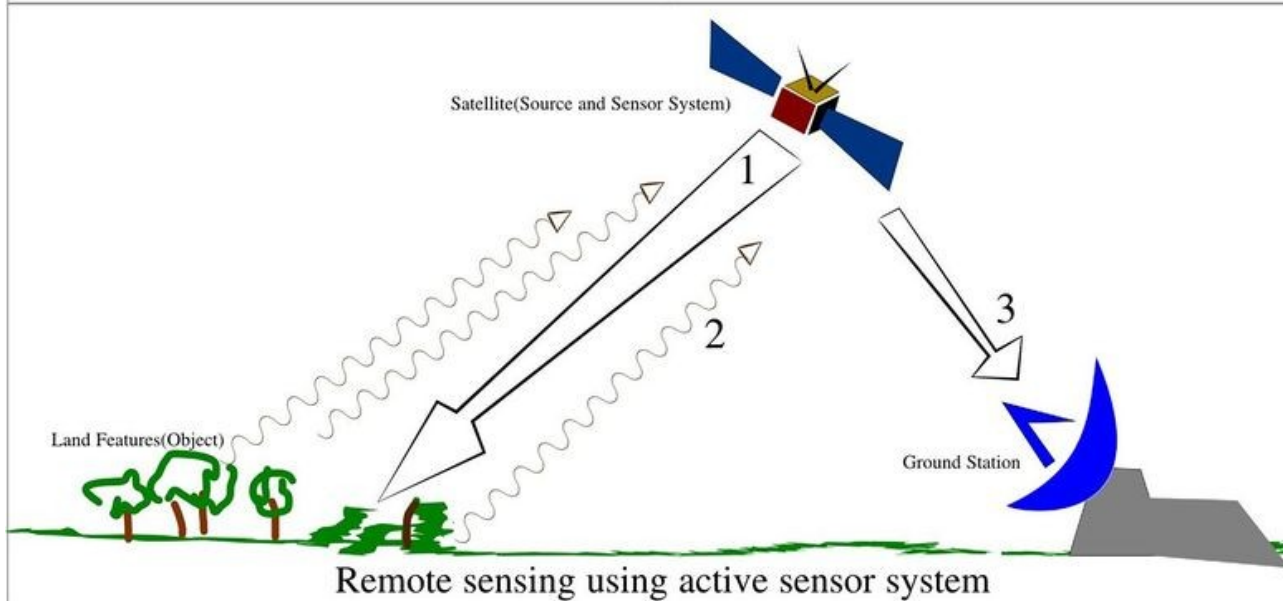 Satellite(Source and Sensor System)
1
2
3
Land Features(Object)
Ground Station
Remote sensing using active sensor system